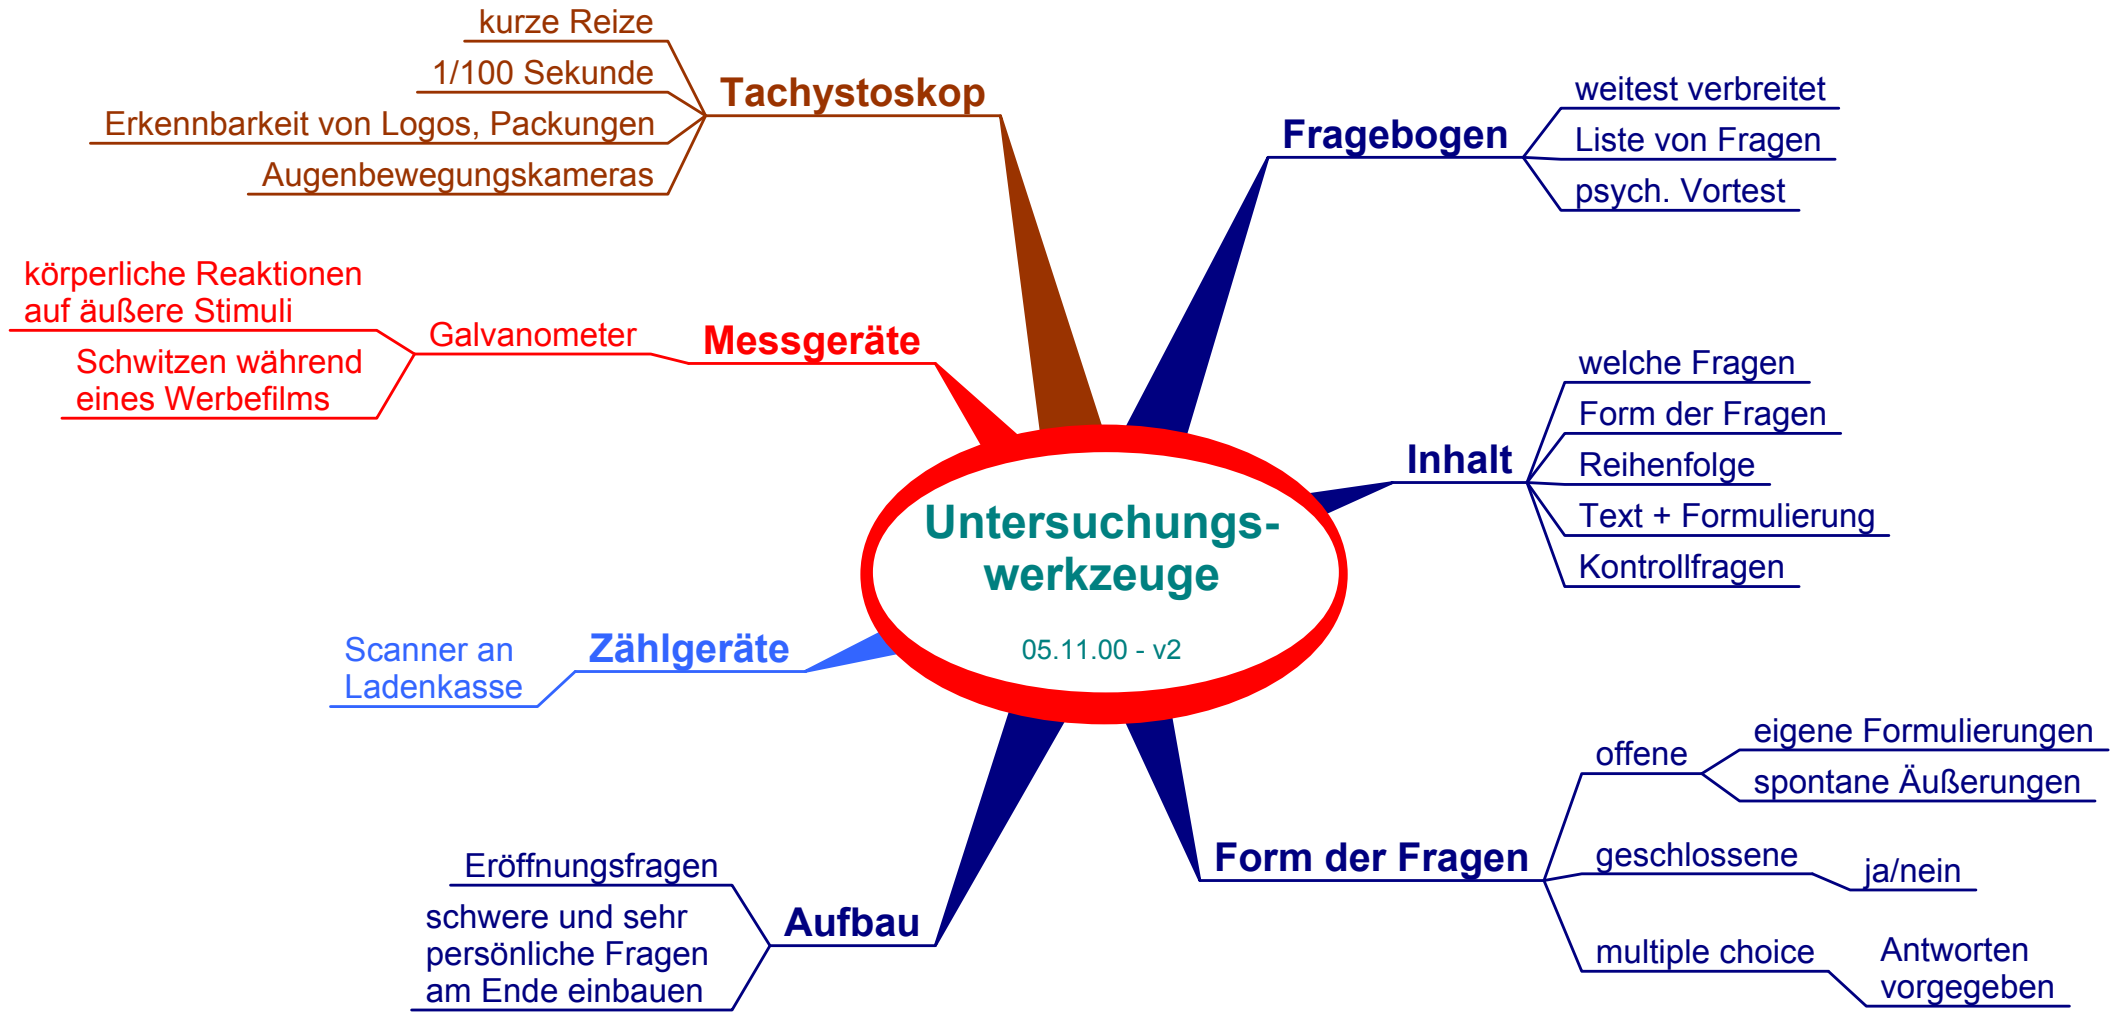 Untersuchungs-
werkzeuge
05.11.00 - v2
Fragebogen
weitest verbreitet
Liste von Fragen
psych. Vortest
Inhalt
welche Fragen
Form der Fragen
Reihenfolge
Text + Formulierung
Kontrollfragen
Form der Fragen
offene
eigene Formulierungen
spontane Äußerungen
geschlossene
ja/nein
multiple choice
Antworten
vorgegeben
Aufbau
Eröffnungsfragen
schwere und sehr
persönliche Fragen
am Ende einbauen
Zählgeräte
Scanner an
Ladenkasse
Messgeräte
Galvanometer
körperliche Reaktionen
auf äußere Stimuli
Schwitzen während
eines Werbefilms
Tachystoskop
kurze Reize
1/100 Sekunde
Erkennbarkeit von Logos, Packungen
Augenbewegungskameras